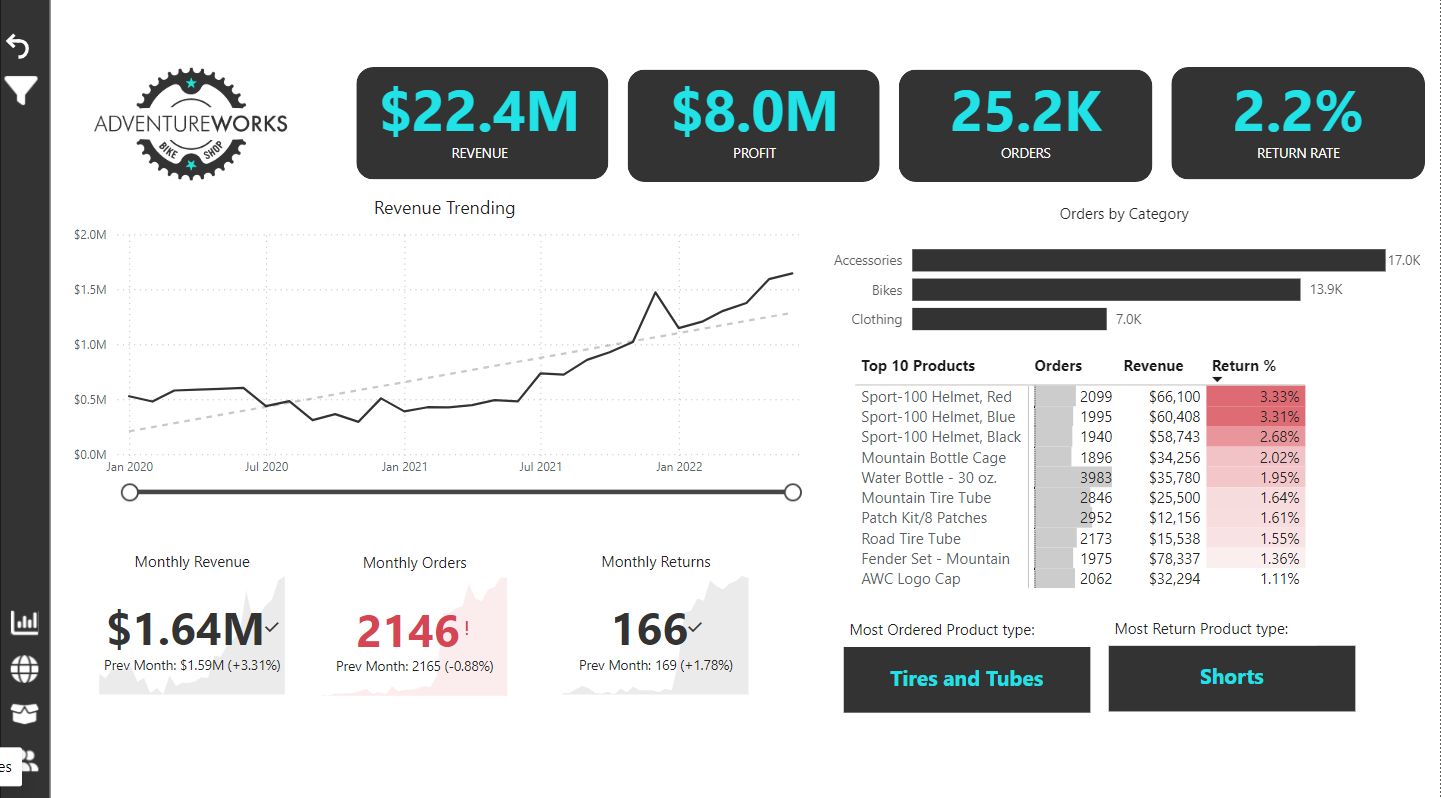 ADVENTUREWORKS
BIKE SHOP
$22.4M
REVENUE
$8.0M
PROFIT
25.2K
ORDERS
2.2%
RETURN RATE
Revenue Trending
$2.0M
$1.5M
$1.0M
$0.5M
$0.0M
Jan 2020 Jul 2020 Jan 2021 Jul 2021 Jan 2022
Orders by Category
Accessories 17.0K
Bikes 13.9K
Clothing 7.0K
Top 10 Products Orders Revenue Return %
Sport-100 Helmet, Red 2099 $66,100 3.33%
Sport-100 Helmet, Blue 1995 $60,408 3.31%
Sport-100 Helmet, Black 1940 $58,743 2.68%
Mountain Bottle Cage 1896 $34,256 2.02%
Water Bottle - 30 oz. 3983 $35,780 1.95%
Mountain Tire Tube 2846 $25,500 1.64%
Patch Kit/8 Patches 2952 $12,156 1.61%
Road Tire Tube 2173 $15,538 1.55%
Fender Set - Mountain 1975 $78,337 1.36%
AWC Logo Cap 2062 $32,294 1.11%
Monthly Revenue
$1.64M
Prev Month: $1.59M (+3.31%)
Monthly Orders
2146!
Prev Month: 2165 (-0.88%)
Monthly Returns
166
Prev Month: 169 (+1.78%)
Most Ordered Product type:
Tires and Tubes
Most Return Product type:
Shorts
es